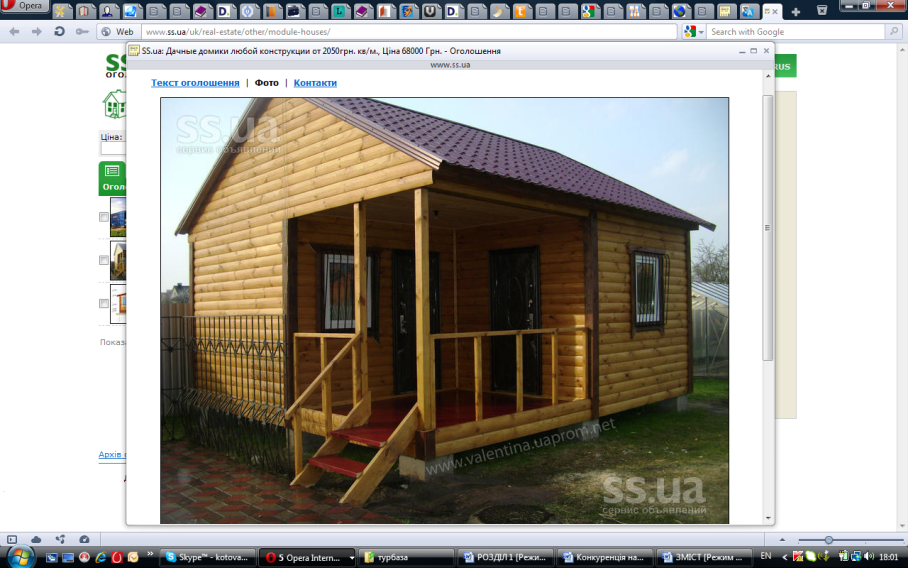 Opera
Web
www.ss.ua/uk/real-estate/other/module-houses/
Search with Google
SS.ua: Дачные домики любой конструкции от 2050грн. кв/м., Ціна 68000 Грн. - Оголошення
www.ss.ua
RUS
Текст оголошення | Фото | Контакти
ss.ua
сервис объявлений
Ціна:
www.valentina.uaprom.net
ss.ua
сервис объявлений
Skype™ - kotova...
5 Opera Intern...
турбаза
РОЗДІЛ 1 [Режи...
Конкуренція на...
ЗМІСТ [Режим ...
EN
18:01